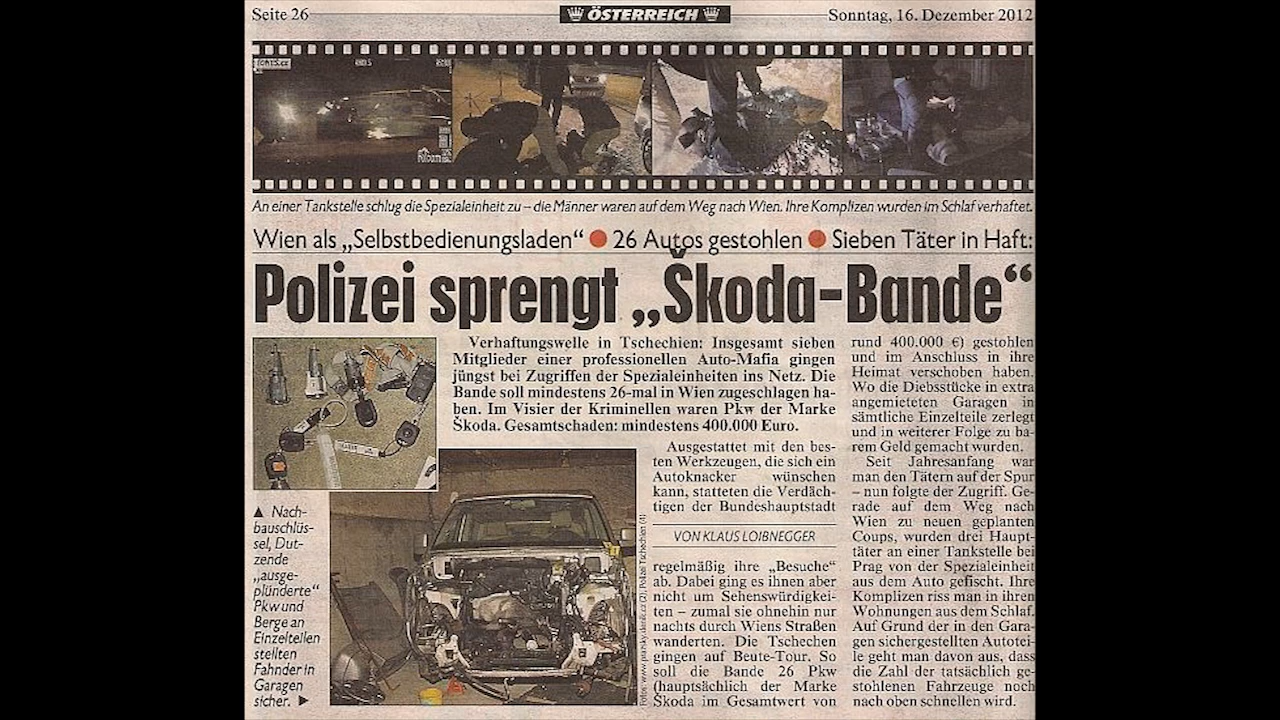 Seite 26
ÖSTERREICH
Sonntag, 16. Dezember 2012
An einer Tankstelle schlug die Spezialeinheit zu – die Männer waren auf dem Weg nach Wien. Ihre Komplizen wurden im Schlaf verhaftet.
Wien als „Selbstbedienungsladen“ ● 26 Autos gestohlen ● Sieben Täter in Haft:
Polizei sprengt „Škoda-Bande“
Verhaftungswelle in Tschechien: Insgesamt sieben
Mitglieder einer professionellen Auto-Mafia gingen
jüngst bei Zugriffen der Spezialeinheiten ins Netz. Die
Bande soll mindestens 26-mal in Wien zugeschlagen ha-
ben. Im Visier der Kriminellen waren Pkw der Marke
Škoda. Gesamtschaden: mindestens 400.000 Euro.
▲ Nach-
bauschlüs-
sel, Dut-
zende
„ausge-
plünderte“
Pkw und
Berge an
Einzelteilen
stellten
Fahnder in
Garagen
sicher. ▶
Ausgestattet mit den bes-
ten Werkzeugen, die sich ein
Autoknacker wünschen
kann, statteten die Verdäch-
tigen der Bundeshauptstadt
VON KLAUS LOIBNEGGER
regelmäßig ihre „Besuche“
ab. Dabei ging es ihnen aber
nicht um Sehenswürdigkei-
ten – zumal sie ohnehin nur
nachts durch Wiens Straßen
wanderten. Die Tschechen
gingen auf Beute-Tour. So
soll die Bande 26 Pkw
(hauptsächlich der Marke
Škoda im Gesamtwert von
rund 400.000 €) gestohlen
und im Anschluss in ihre
Heimat verschoben haben.
Wo die Diebsstücke in extra
angemieteten Garagen in
sämtliche Einzelteile zerlegt
und in weiterer Folge zu ba-
rem Geld gemacht wurden.
Seit Jahresanfang war
man den Tätern auf der Spur
– nun folgte der Zugriff. Ge-
rade auf dem Weg nach
Wien zu neuen geplanten
Coups, wurden drei Haupt-
täter an einer Tankstelle bei
Prag von der Spezialeinheit
aus dem Auto gefischt. Ihre
Komplizen riss man in ihren
Wohnungen aus dem Schlaf.
Auf Grund der in den Gara-
gen sichergestellten Autotei-
le geht man davon aus, dass
die Zahl der tatsächlich ge-
stohlenen Fahrzeuge noch
nach oben schnellen wird.